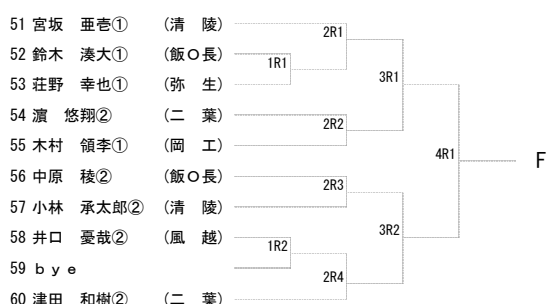 51 宮坂　亜壱①　（清　陵）
2R1
52 鈴木　湊大①　（飯Ｏ長）
1R1
53 荘野　幸也①　（弥　生）
3R1
54 濵　悠翔②　（二　葉）
2R2
55 木村　領李①　（岡　工）
4R1
F
56 中原　稜②　（飯Ｏ長）
2R3
57 小林　承太郎②　（清　陵）
3R2
58 井口　憂哉②　（風　越）
1R2
59 ｂｙｅ
2R4
60 津田　和樹②　（二　葉）